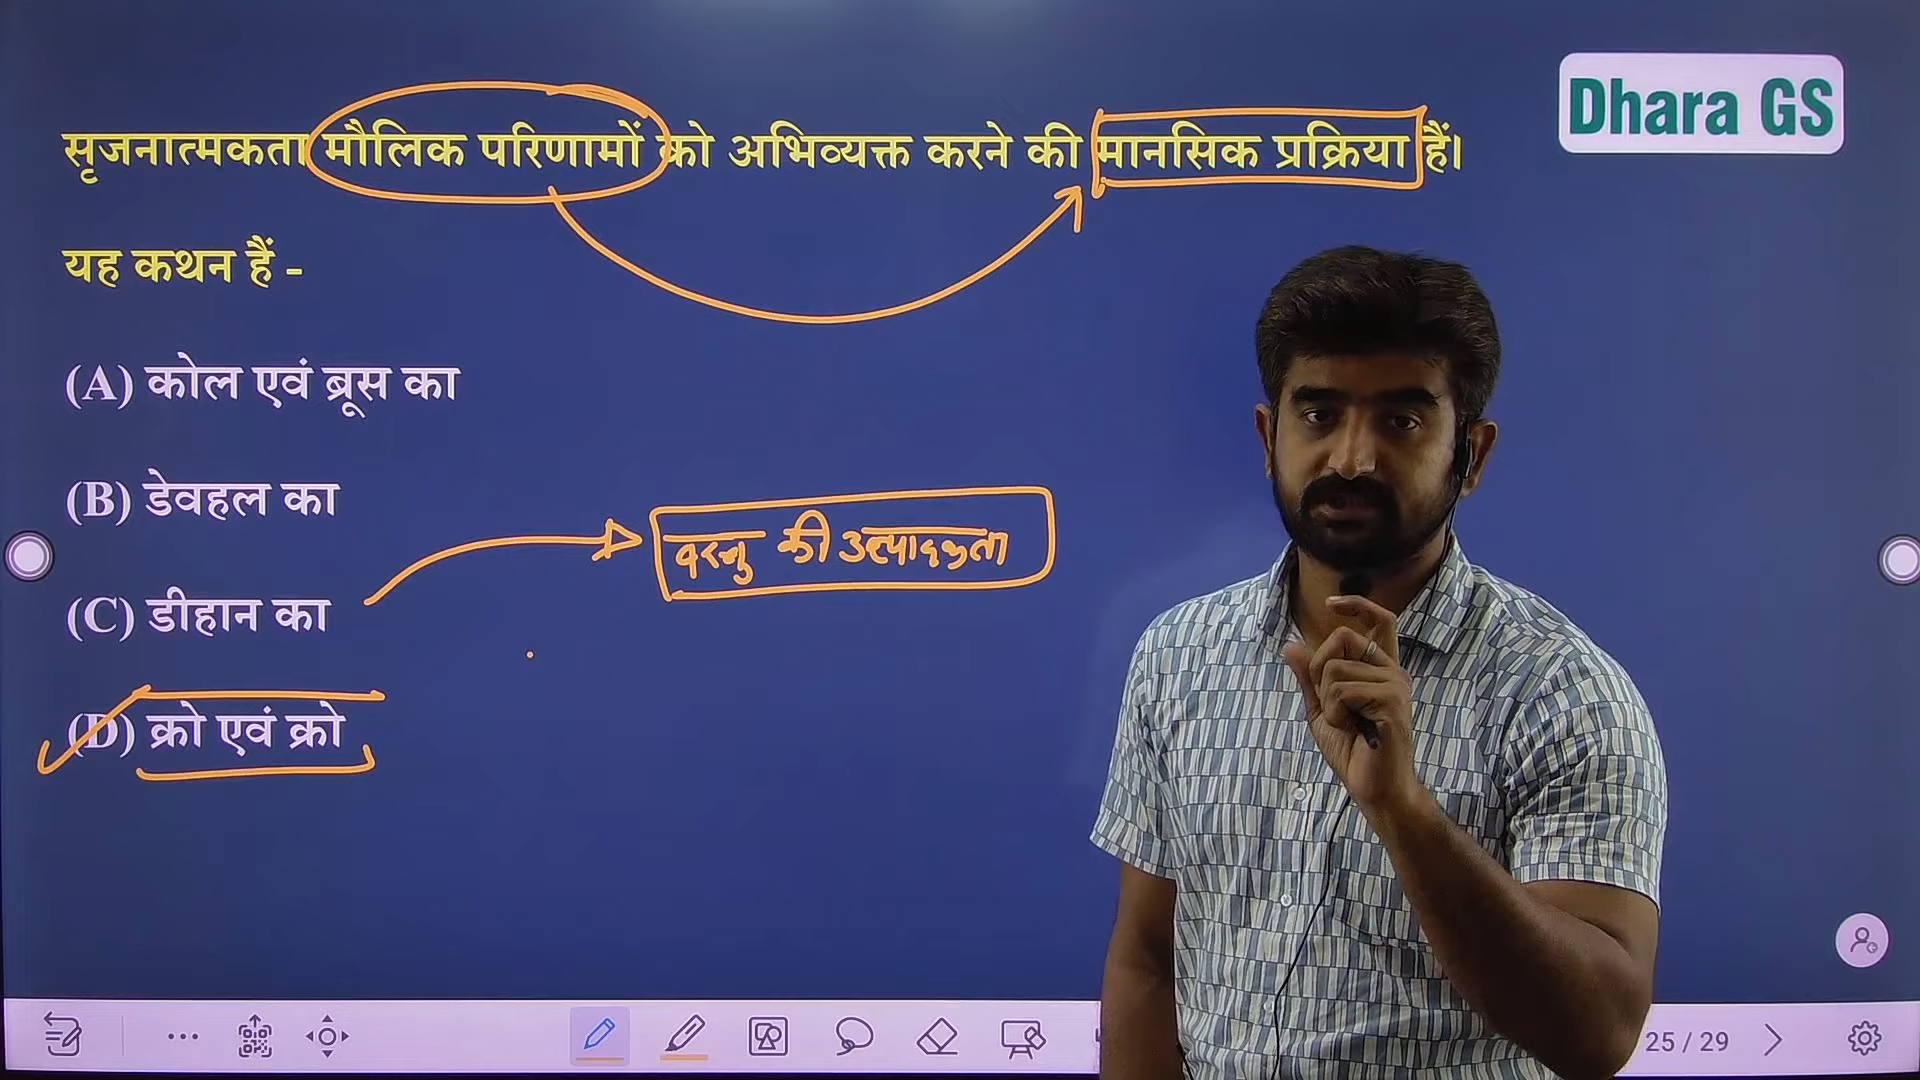 Dhara GS
सृजनात्मकता मौलिक परिणामों को अभिव्यक्त करने की मानसिक प्रक्रिया हैं।
यह कथन हैं -
(A) कोल एवं ब्रूस का
(B) डेवहल का
वस्तु की उत्पादकता
(C) डीहान का
(D) क्रो एवं क्रो
25 / 29